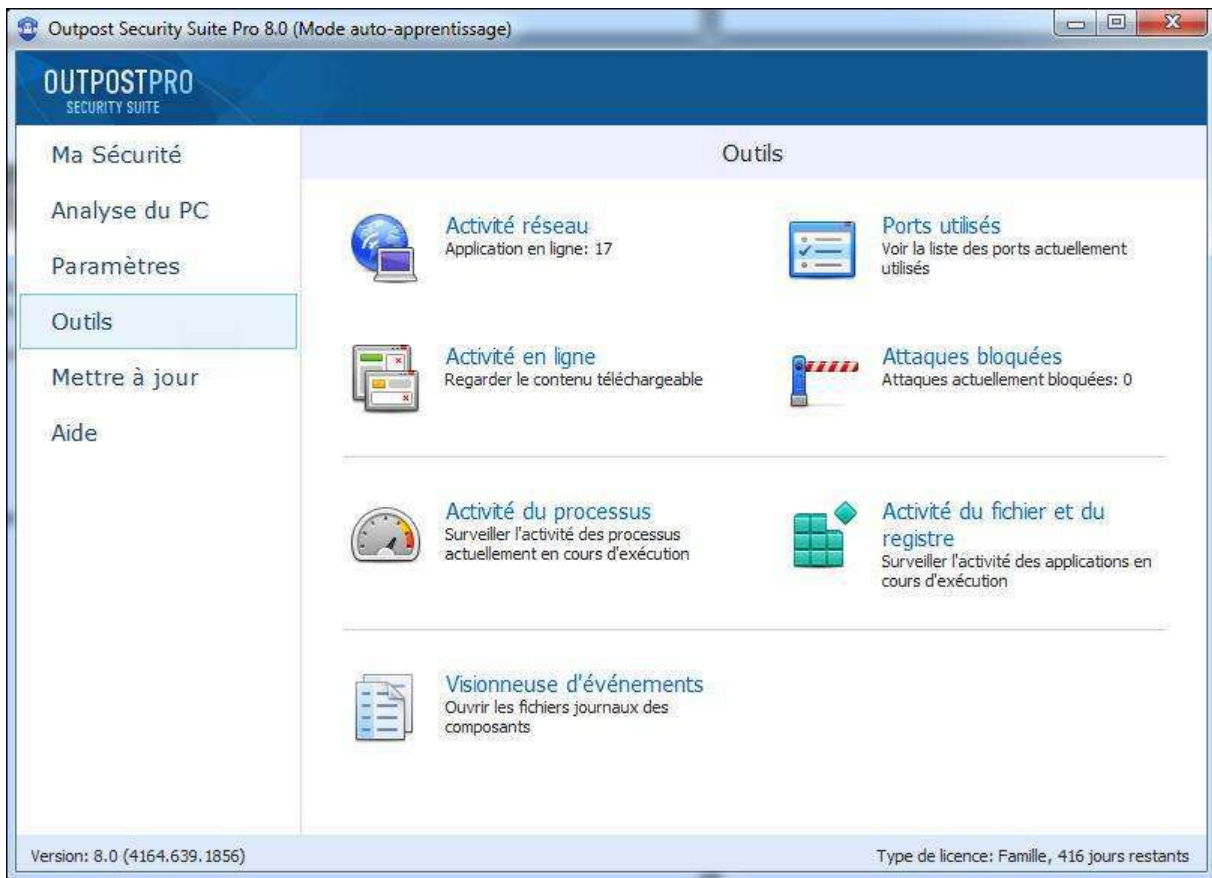 Outpost Security Suite Pro 8.0 (Mode auto-apprentissage)
OUTPOSTPRO
SECURITY SUITE
Ma Sécurité
Analyse du PC
Paramètres
Outils
Mettre à jour
Aide
Outils
Activité réseau
Application en ligne: 17
Ports utilisés
Voir la liste des ports actuellement
utilisés
Activité en ligne
Regarder le contenu téléchargeable
Attaques bloquées
Attaques actuellement bloquées: 0
Activité du processus
Surveiller l'activité des processus
actuellement en cours d'exécution
Activité du fichier et du
registre
Surveiller l'activité des applications en
cours d'exécution
Visionneuse d'événements
Ouvrir les fichiers journaux des
composants
Version: 8.0 (4164.639.1856)
Type de licence: Famille, 416 jours restants